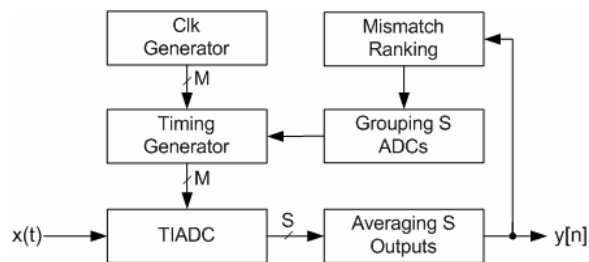 Clk
Generator
Mismatch
Ranking
M
Timing
Generator
Grouping S
ADCs
M
x(t)
TIADC
S
Averaging S
Outputs
y[n]